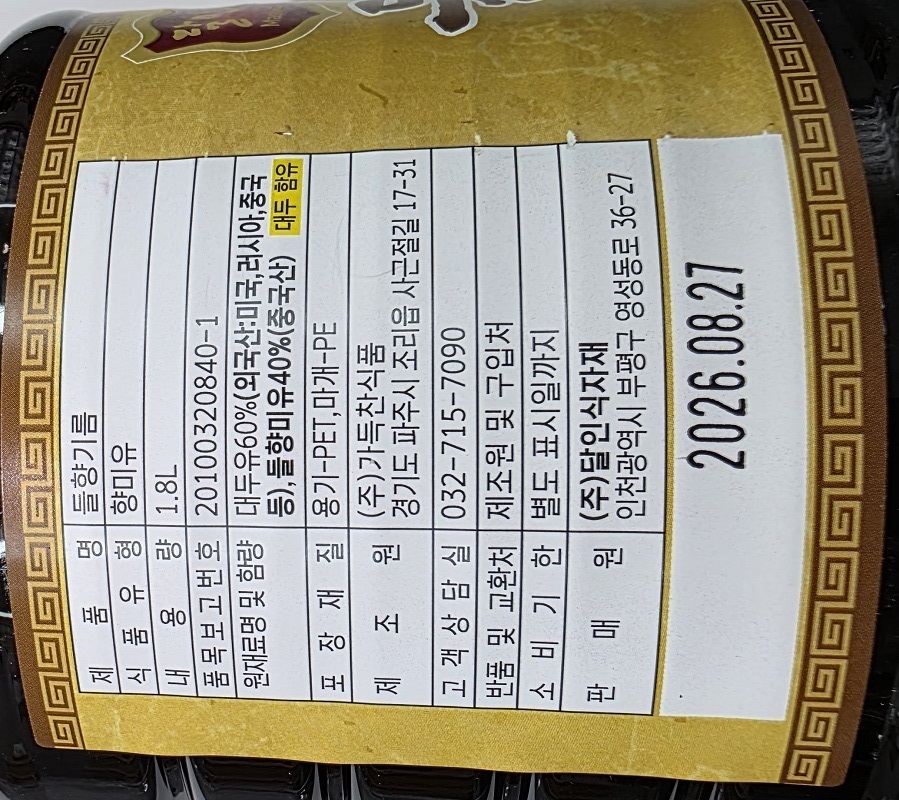 제품명 들향기름
식품유형 향미유
내용량 1.8L
품목보고번호 20100320840-1
원재료명 및 함량 대두유60%(외국산:미국,러시아,중국
등),들향미유40%(중국산) 대두 함유
포장재질 용기-PET,마개-PE
제조원 (주)가득찬식품
경기도 파주시 조리읍 사근절길 17-31
고객상담실 032-715-7090
반품 및 교환처 제조원 및 구입처
소비기한 별도 표시일까지
판매원 (주)달인식자재
인천광역시 부평구 영성동로 36-27
2026.08.27